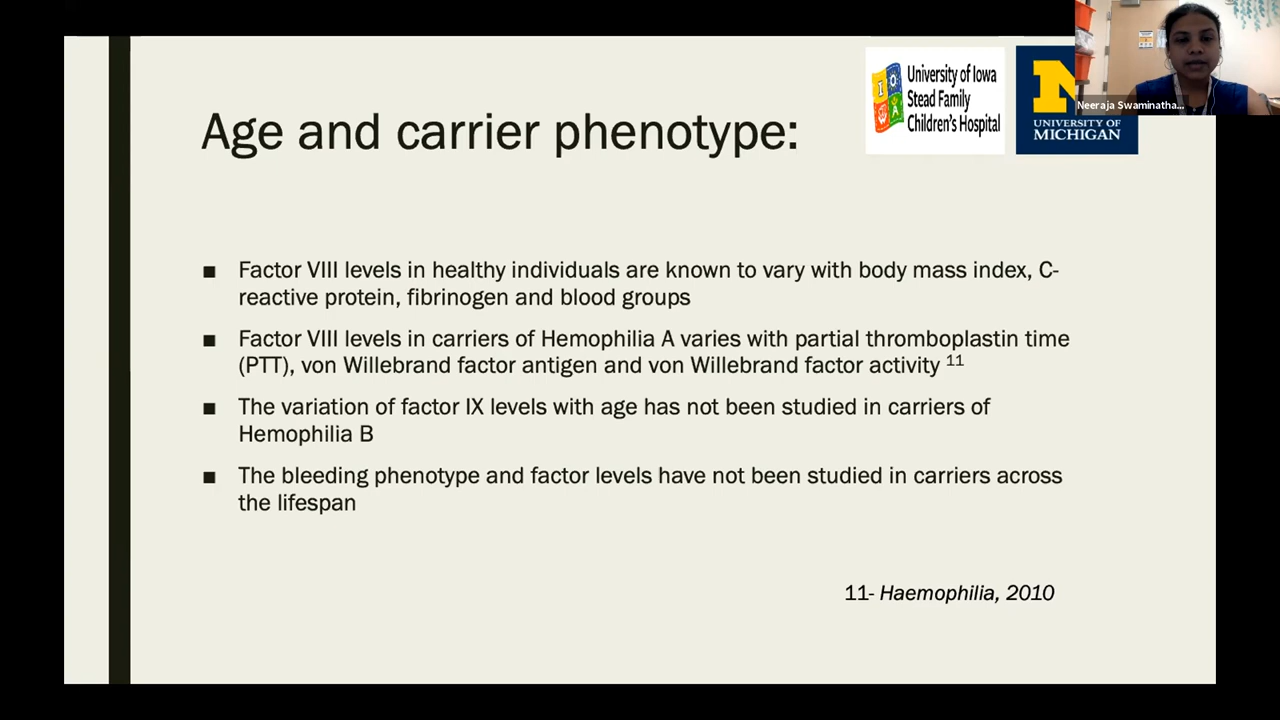 Age and carrier phenotype:
University of Iowa
Stead Family
Children's Hospital
UNIVERSITY OF
MICHIGAN
Neeraja Swaminatha...
■ Factor VIII levels in healthy individuals are known to vary with body mass index, C-
reactive protein, fibrinogen and blood groups
■ Factor VIII levels in carriers of Hemophilia A varies with partial thromboplastin time
(PTT), von Willebrand factor antigen and von Willebrand factor activity 11
■ The variation of factor IX levels with age has not been studied in carriers of
Hemophilia B
■ The bleeding phenotype and factor levels have not been studied in carriers across
the lifespan
11- Haemophilia, 2010